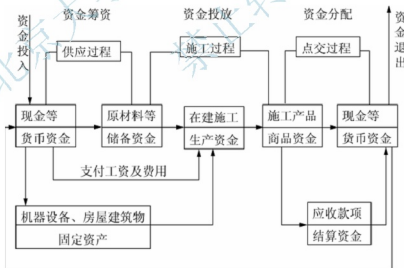 资金筹资 资金投放 资金分配
资金投入
资金退出
供应过程 施工过程 点交过程
现金等 原材料等 在建施工 施工产品 现金等
货币资金 储备资金 生产资金 商品资金 货币资金
支付工资及费用
机器设备、房屋建筑物 应收款项
固定资产 结算资金